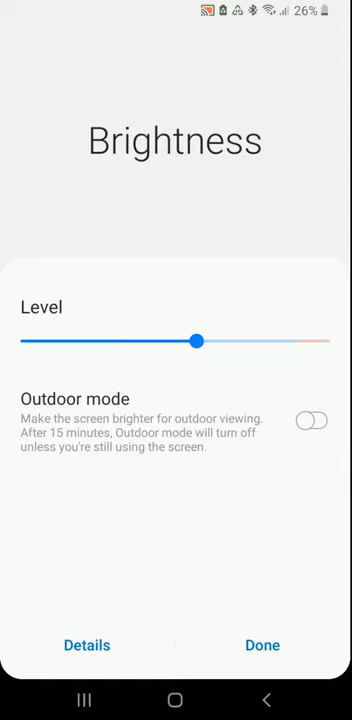 26%
Brightness
Level
Outdoor mode
Make the screen brighter for outdoor viewing.
After 15 minutes, Outdoor mode will turn off
unless you're still using the screen.
Details
Done